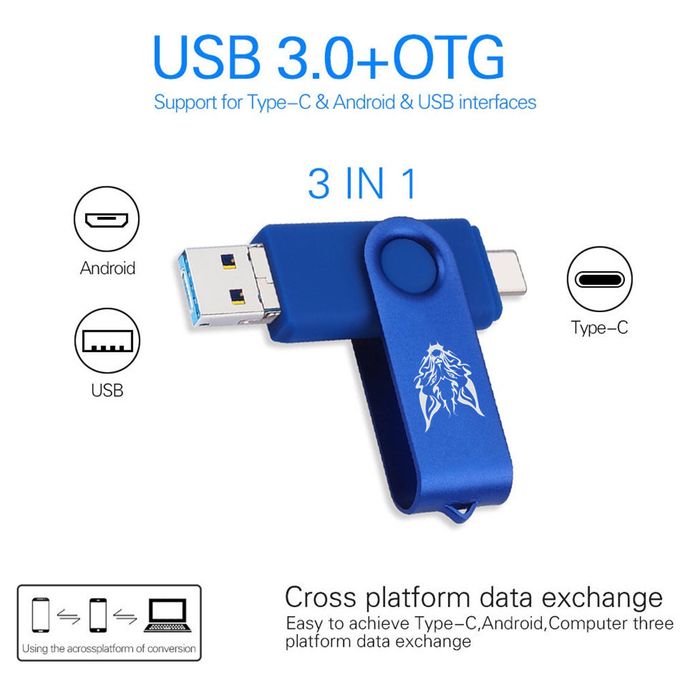 USB 3.0+OTG
Support for Type-C & Android & USB interfaces
3 IN 1
Android
USB
Type-C
Using the acrossplatform of conversion
Cross platform data exchange
Easy to achieve Type-C,Android,Computer three
platform data exchange